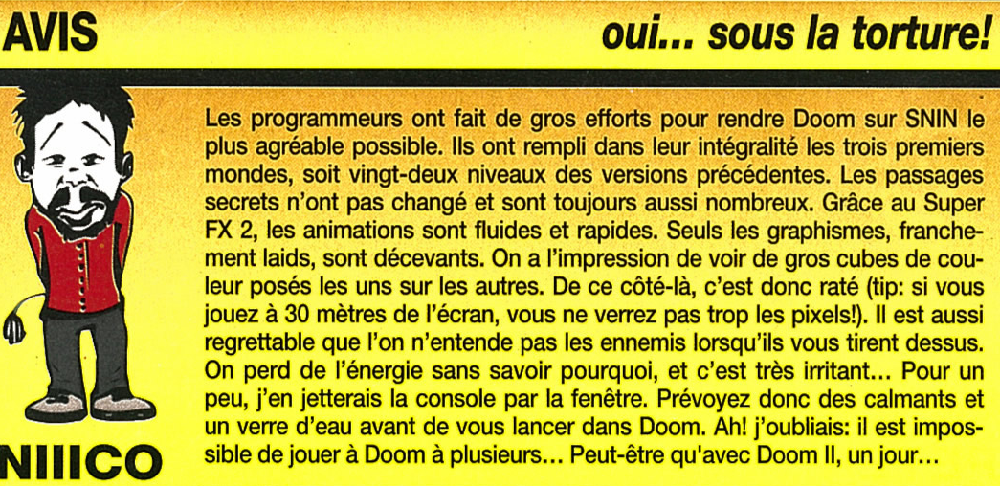 AVIS
oui... sous la torture!
Les programmeurs ont fait de gros efforts pour rendre Doom sur SNIN le
plus agréable possible. Ils ont rempli dans leur intégralité les trois premiers
mondes, soit vingt-deux niveaux des versions précédentes. Les passages
secrets n'ont pas changé et sont toujours aussi nombreux. Grâce au Super
FX 2, les animations sont fluides et rapides. Seuls les graphismes, franche-
ment laids, sont décevants. On a l'impression de voir de gros cubes de cou-
leur posés les uns sur les autres. De ce côté-là, c'est donc raté (tip: si vous
jouez à 30 mètres de l'écran, vous ne verrez pas trop les pixels!). Il est aussi
regrettable que l'on n'entende pas les ennemis lorsqu'ils vous tirent dessus.
On perd de l'énergie sans savoir pourquoi, et c'est très irritant... Pour un
peu, j'en jetterais la console par la fenêtre. Prévoyez donc des calmants et
un verre d'eau avant de vous lancer dans Doom. Ah! j'oubliais: il est impos-
sible de jouer à Doom à plusieurs... Peut-être qu'avec Doom II, un jour...
NIIICO